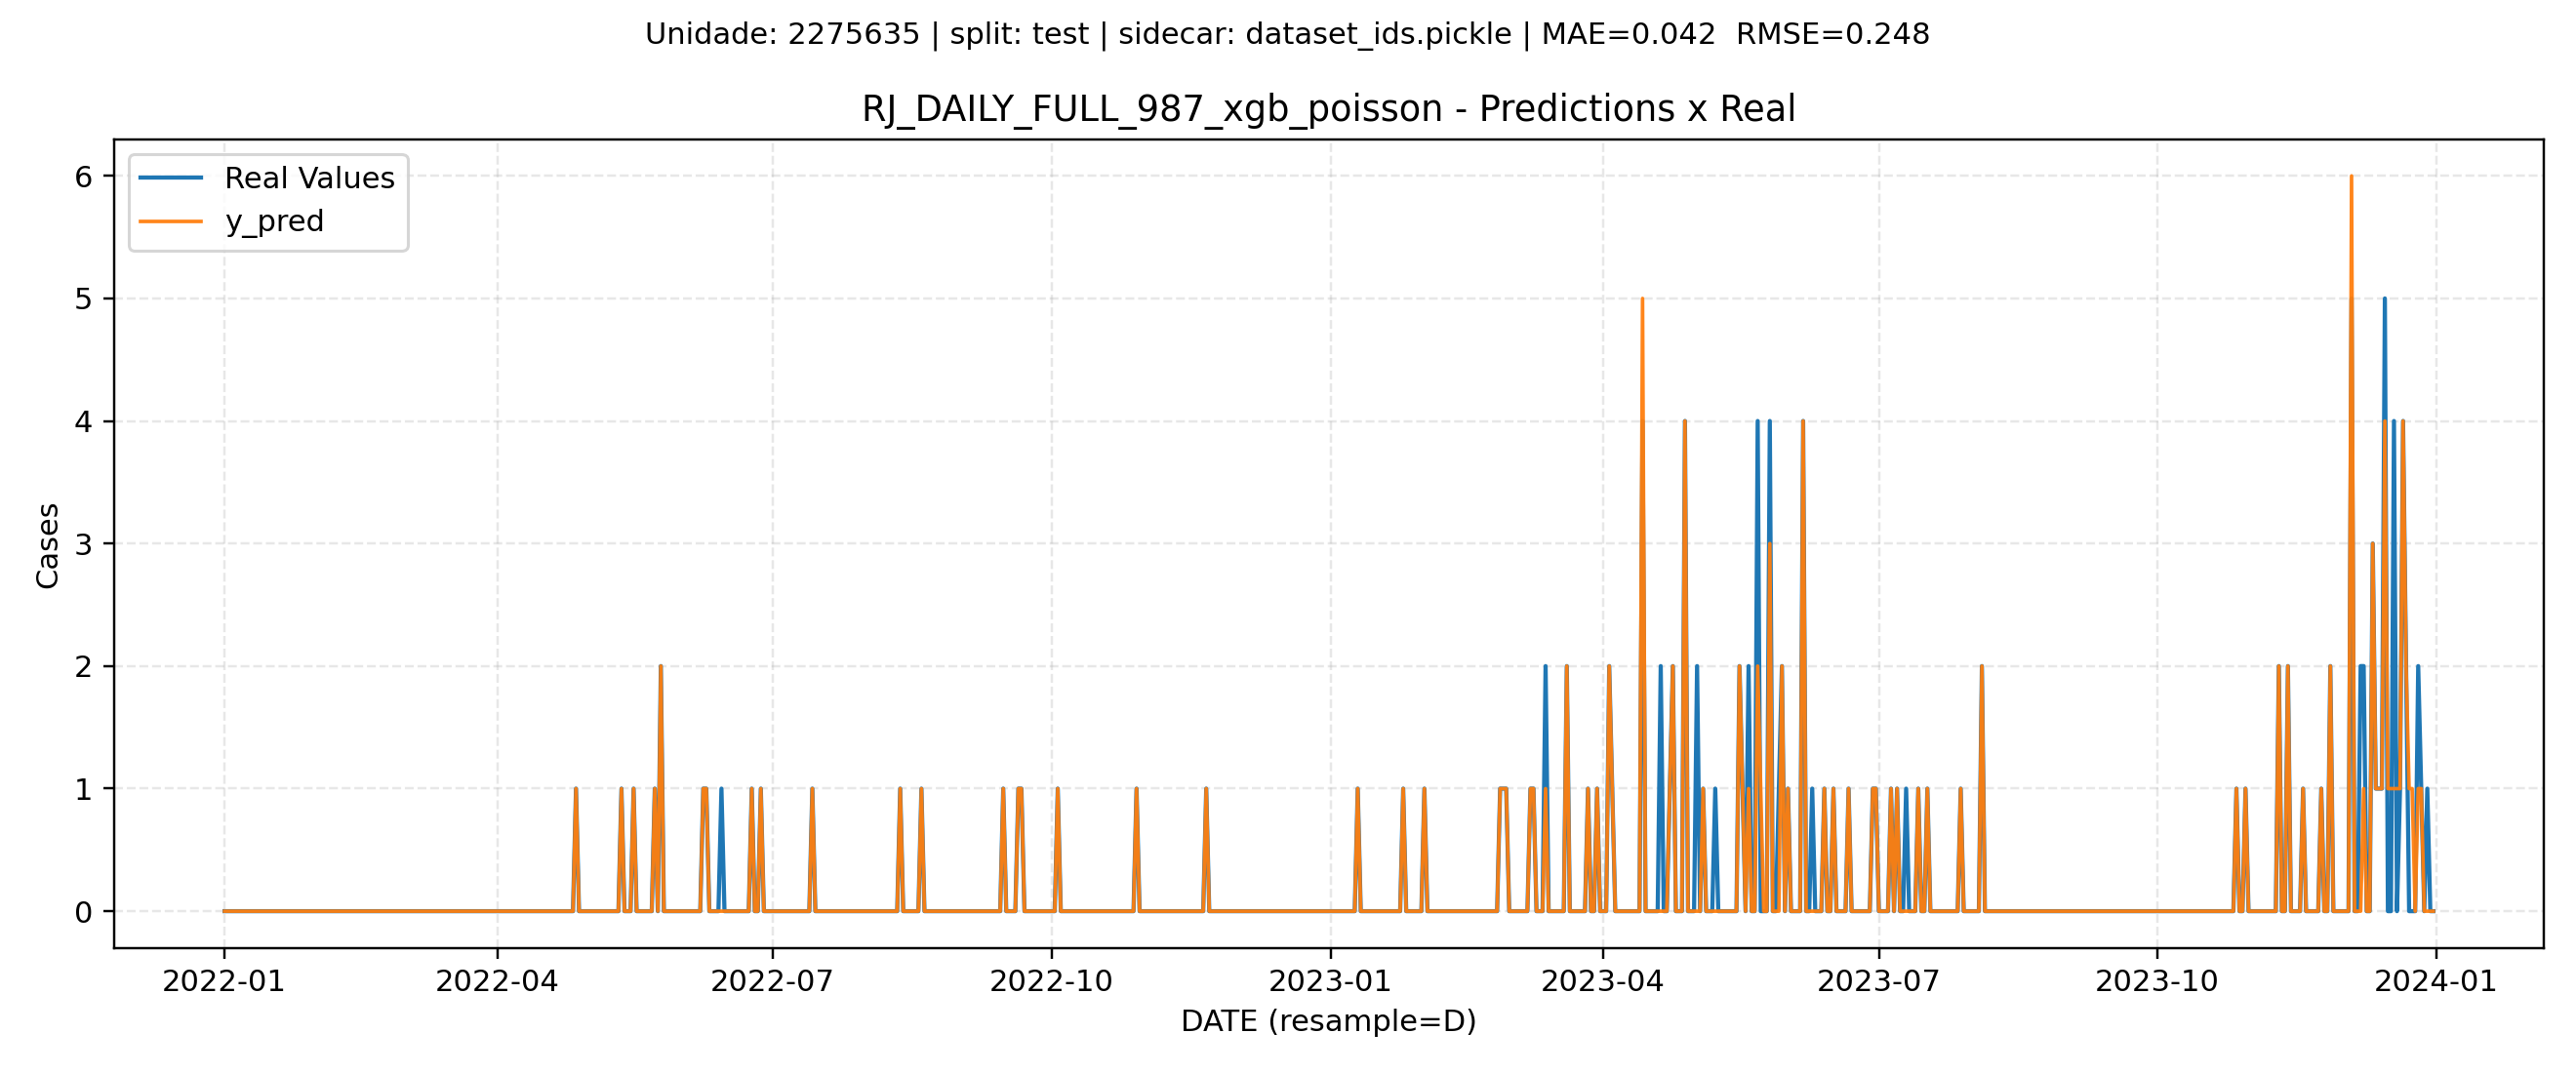 Unidade: 2275635 | split: test | sidecar: dataset_ids.pickle | MAE=0.042  RMSE=0.248
RJ_DAILY_FULL_987_xgb_poisson - Predictions x Real
Real Values
y_pred
6
5
4
3
2
1
0
Cases
2022-01
2022-04
2022-07
2022-10
2023-01
2023-04
2023-07
2023-10
2024-01
DATE (resample=D)